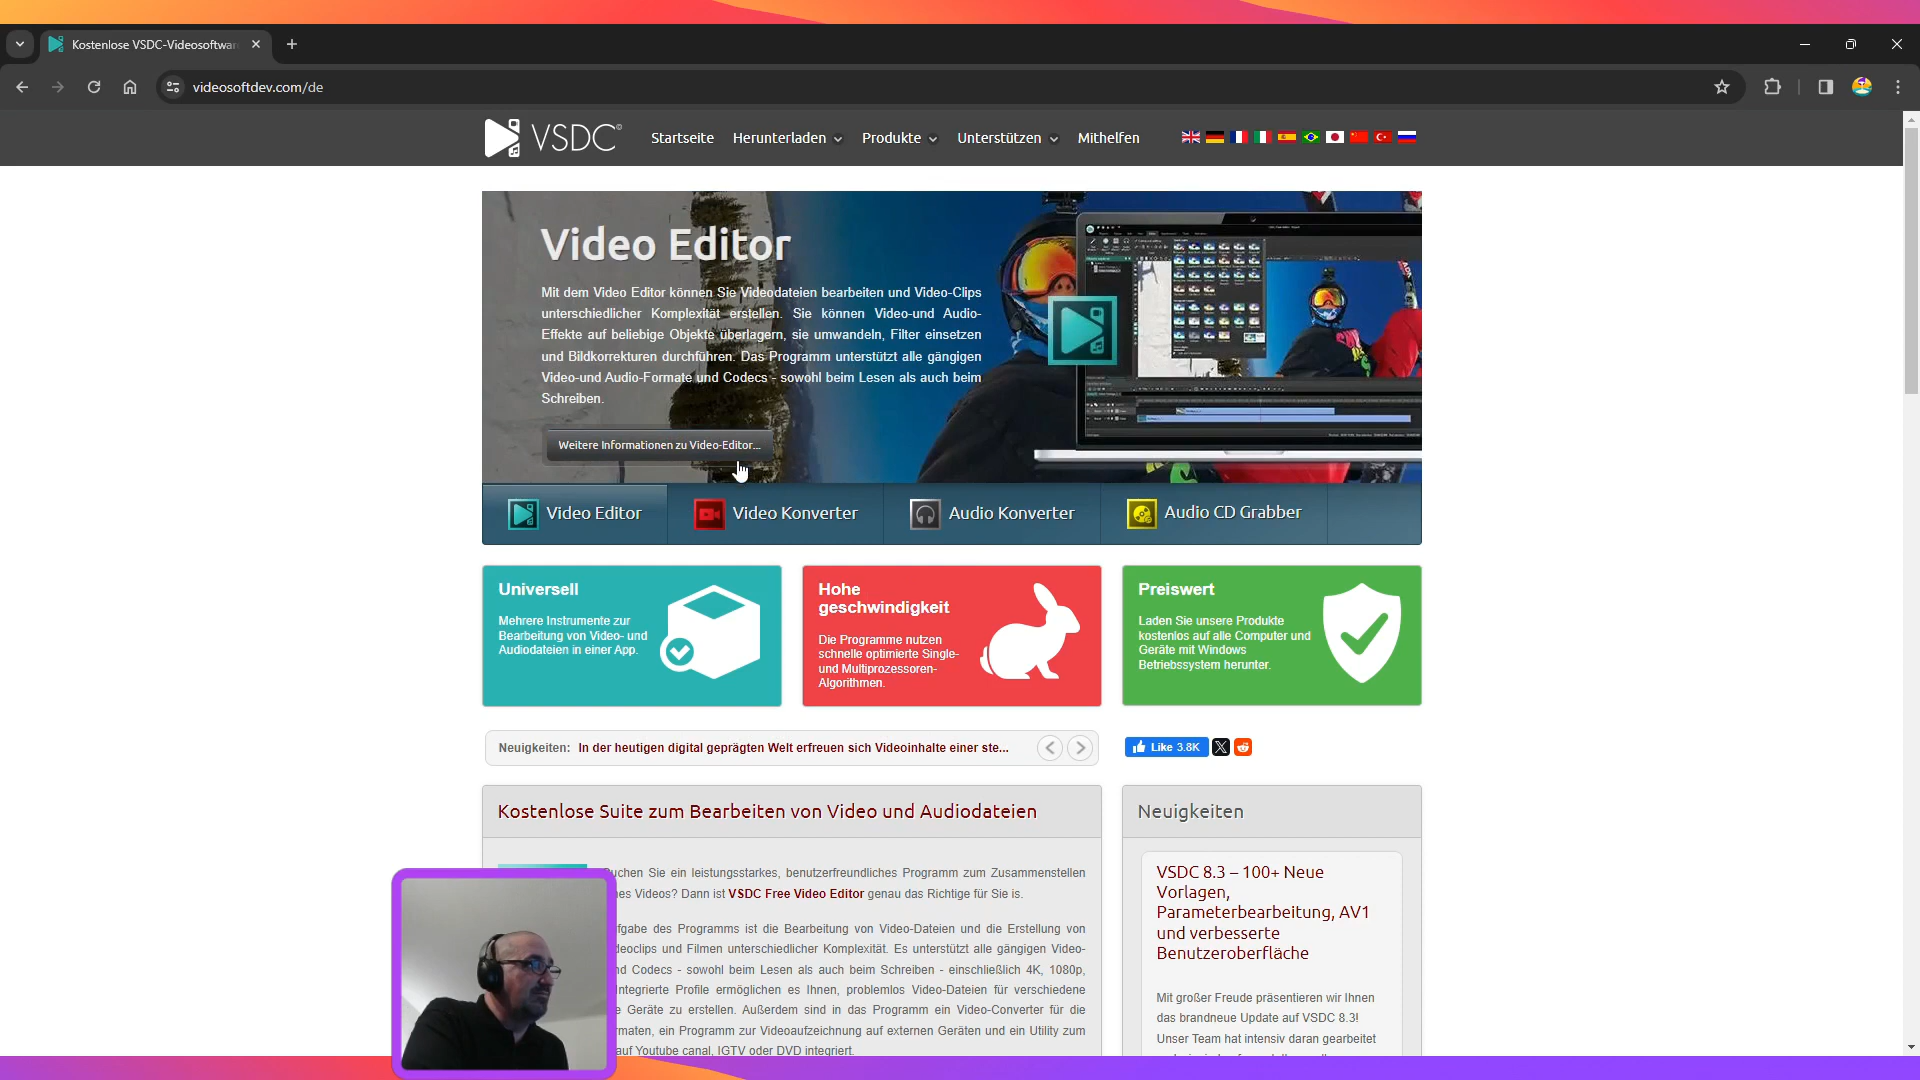 Kostenlose VSDC-Videosoftwar
videosoftdev.com/de
VSDC
Startseite
Herunterladen
Produkte
Unterstützen
Mithelfen
Video Editor
Mit dem Video Editor können Sie Videodateien bearbeiten und Video-Clips
unterschiedlicher Komplexität erstellen. Sie können Video-und Audio-
Effekte auf beliebige Objekte überlagern, sie umwandeln, Filter einsetzen
und Bildkorrekturen durchführen. Das Programm unterstützt alle gängigen
Video-und Audio-Formate und Codecs - sowohl beim Lesen als auch beim
Schreiben.
Weitere Informationen zu Video-Editor...
Video Editor
Video Konverter
Audio Konverter
Audio CD Grabber
Universell
Mehrere Instrumente zur
Bearbeitung von Video- und
Audiodateien in einer App.
Hohe
geschwindigkeit
Die Programme nutzen
schnelle optimierte Single-
und Multiprozessoren-
Algorithmen.
Preiswert
Laden Sie unsere Produkte
kostenlos auf alle Computer und
Geräte mit Windows
Betriebssystem herunter.
Neuigkeiten: In der heutigen digital geprägten Welt erfreuen sich Videoinhalte einer ste...
Like 3.8K
Kostenlose Suite zum Bearbeiten von Video und Audiodateien
uchen Sie ein leistungsstarkes, benutzerfreundliches Programm zum Zusammenstellen
es Videos? Dann ist VSDC Free Video Editor genau das Richtige für Sie is.
fgabe des Programms ist die Bearbeitung von Video-Dateien und die Erstellung von
deoclips und Filmen unterschiedlicher Komplexität. Es unterstützt alle gängigen Video-
d Codecs - sowohl beim Lesen als auch beim Schreiben - einschließlich 4K, 1080p,
Integrierte Profile ermöglichen es Ihnen, problemlos Video-Dateien für verschiedene
e Geräte zu erstellen. Außerdem sind in das Programm ein Video-Converter für die
rmaten, ein Programm zur Videoaufzeichnung auf externen Geräten und ein Utility zum
auf Youtube canal, IGTV oder DVD integriert.
Neuigkeiten
VSDC 8.3 – 100+ Neue
Vorlagen,
Parameterbearbeitung, AV1
und verbesserte
Benutzeroberfläche
Mit großer Freude präsentieren wir Ihnen
das brandneue Update auf VSDC 8.3!
Unser Team hat intensiv daran gearbeitet